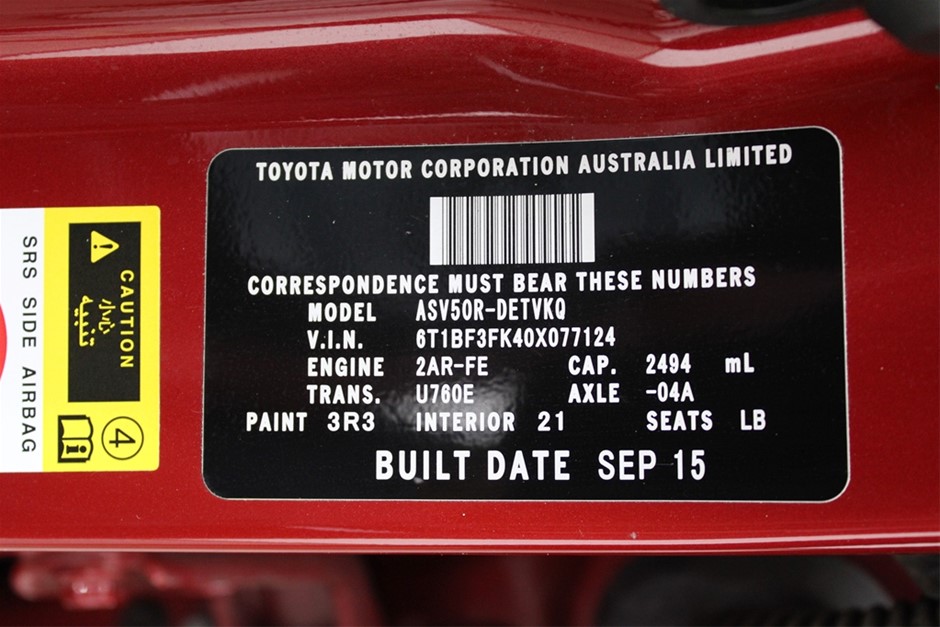 TOYOTA MOTOR CORPORATION AUSTRALIA LIMITED
CORRESPONDENCE MUST BEAR THESE NUMBERS
MODEL ASV50R-DETVKQ
V.I.N. 6T1BF3FK40X077124
ENGINE 2AR-FE CAP. 2494 mL
TRANS. U760E AXLE -04A
PAINT 3R3 INTERIOR 21 SEATS LB
BUILT DATE SEP 15
CAUTION
خبردار
تنبيه
4
SRS SIDE AIRBAG